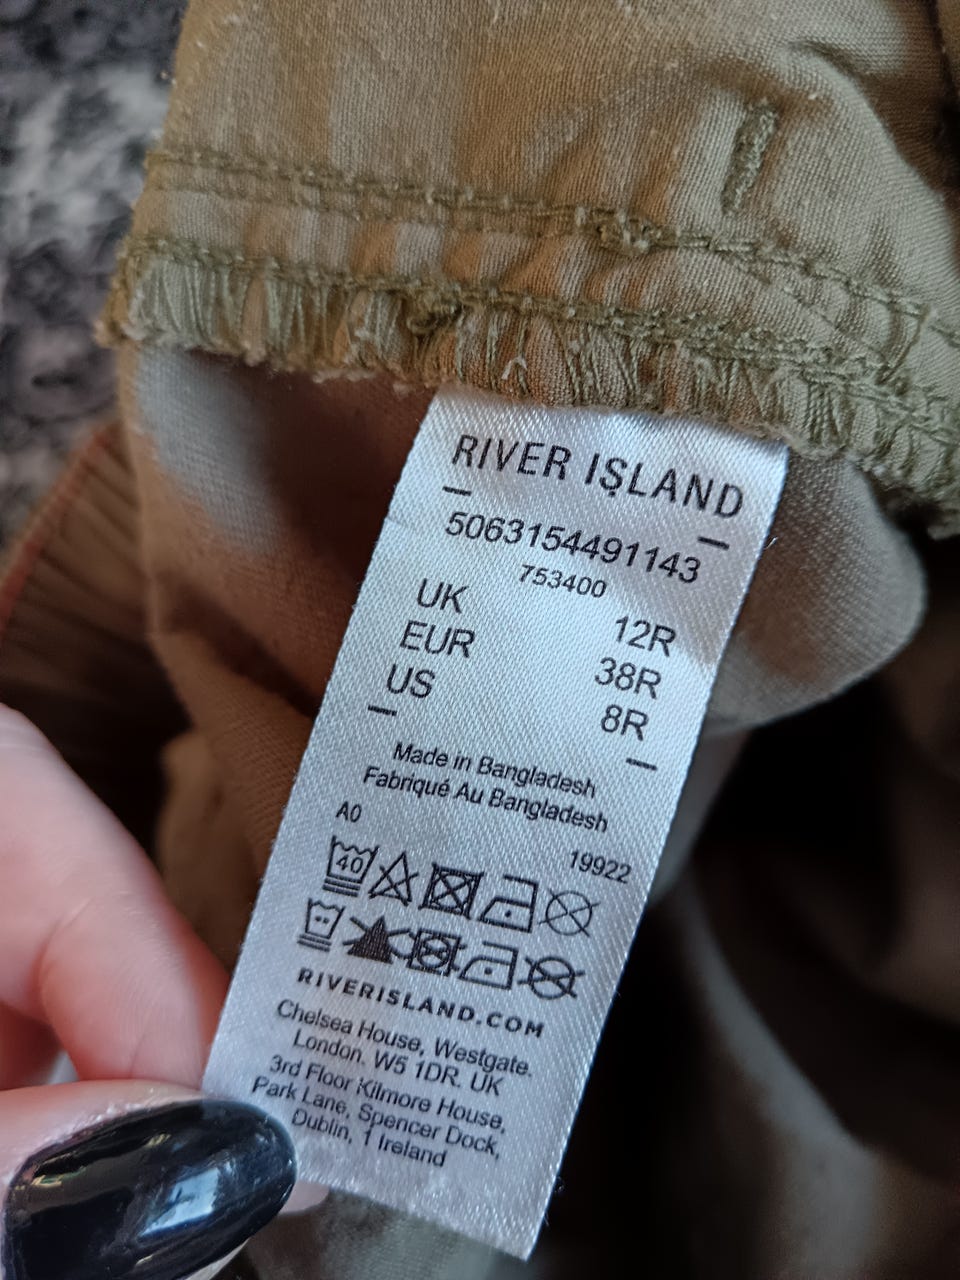 RIVER ISLAND
5063154491143
753400
UK 12R
EUR 38R
US 8R
Made in Bangladesh
Fabriqué Au Bangladesh
A0 19922
40
RIVERISLAND.COM
Chelsea House, Westgate.
London. W5 1DR. UK
3rd Floor Kilmore House,
Park Lane, Spencer Dock,
Dublin, 1 Ireland